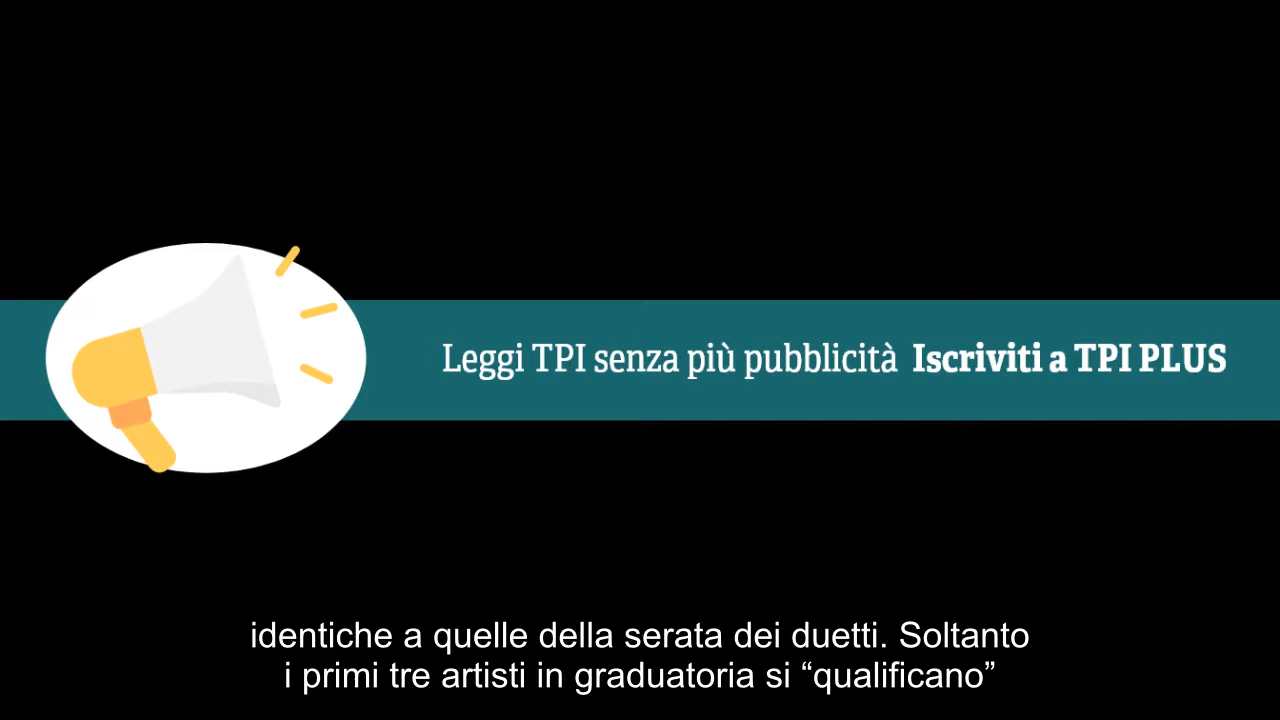 Leggi TPI senza più pubblicità Iscriviti a TPI PLUS
identiche a quelle della serata dei duetti. Soltanto
i primi tre artisti in graduatoria si “qualificano”